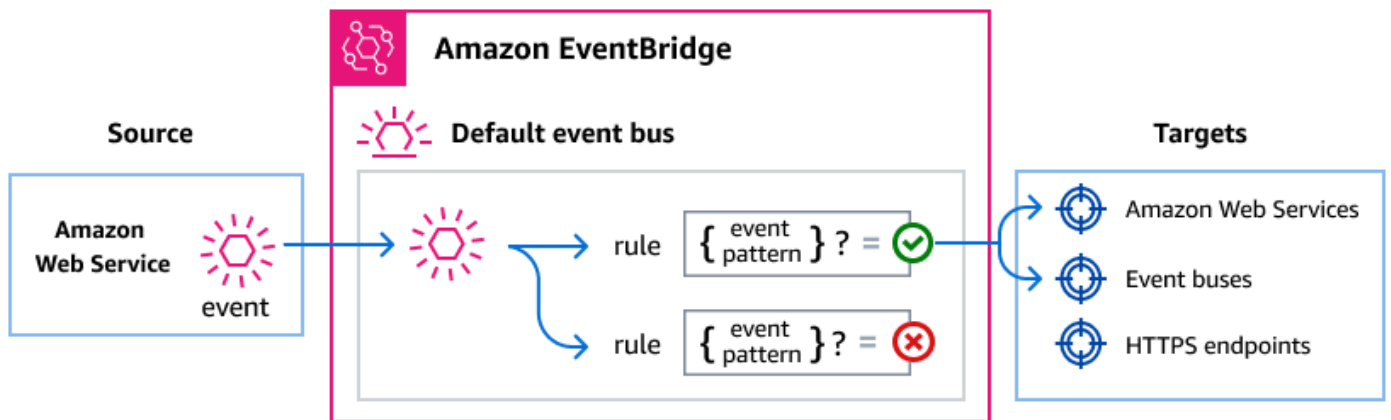 Amazon EventBridge
Source
Default event bus
Targets
Amazon
Web Service
event
rule
{ event
pattern } ? =
rule
{ event
pattern } ? =
Amazon Web Services
Event buses
HTTPS endpoints